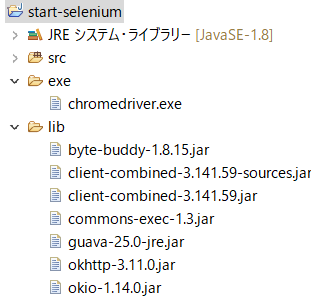 start-selenium
JRE システム・ライブラリー [JavaSE-1.8]
src
exe
chromedriver.exe
lib
byte-buddy-1.8.15.jar
client-combined-3.141.59-sources.jar
client-combined-3.141.59.jar
commons-exec-1.3.jar
guava-25.0-jre.jar
okhttp-3.11.0.jar
okio-1.14.0.jar